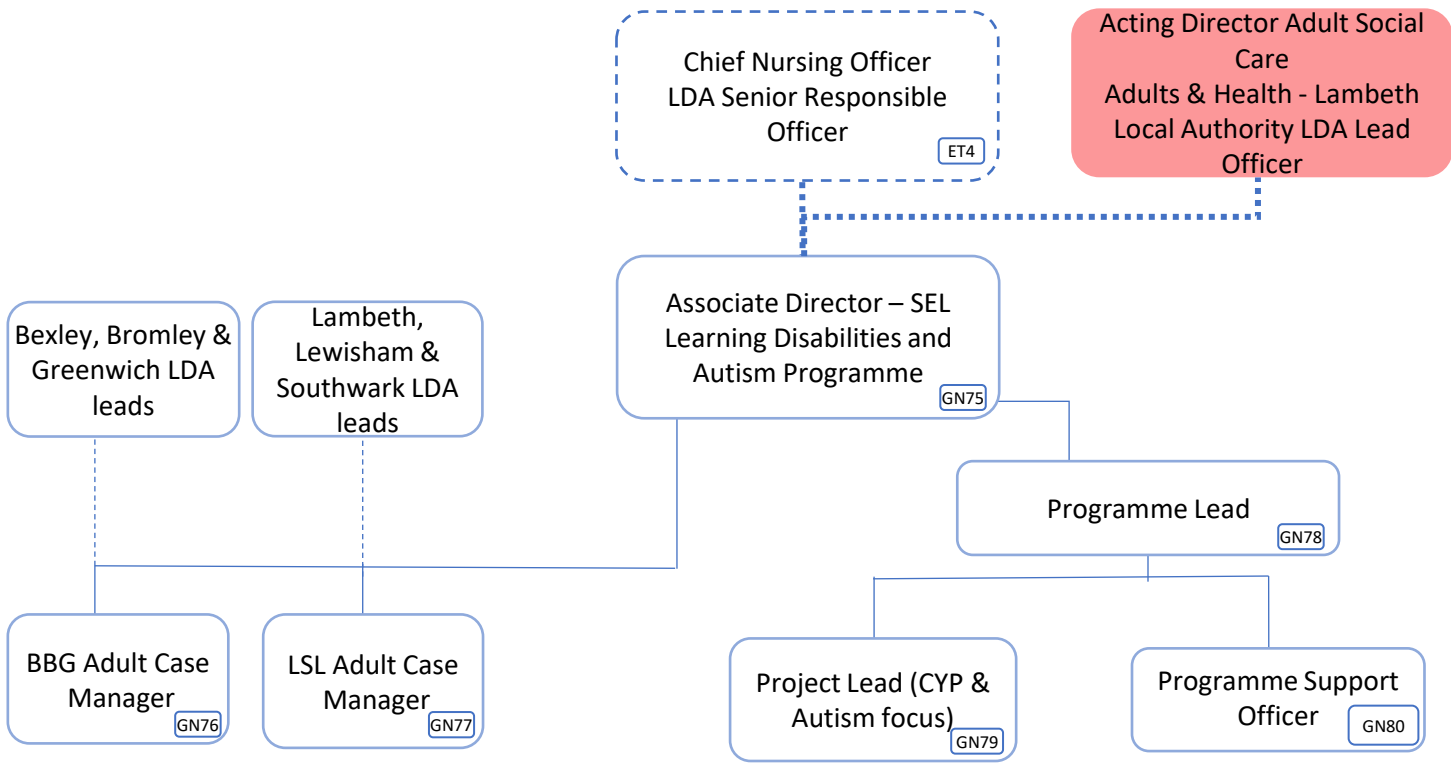 Chief Nursing Officer
LDA Senior Responsible
Officer
ET4
Acting Director Adult Social
Care
Adults & Health - Lambeth
Local Authority LDA Lead
Officer
Bexley, Bromley &
Greenwich LDA
leads
Lambeth,
Lewisham &
Southwark LDA
leads
Associate Director – SEL
Learning Disabilities and
Autism Programme
GN75
Programme Lead
GN78
BBG Adult Case
Manager
GN76
LSL Adult Case
Manager
GN77
Project Lead (CYP &
Autism focus)
GN79
Programme Support
Officer
GN80